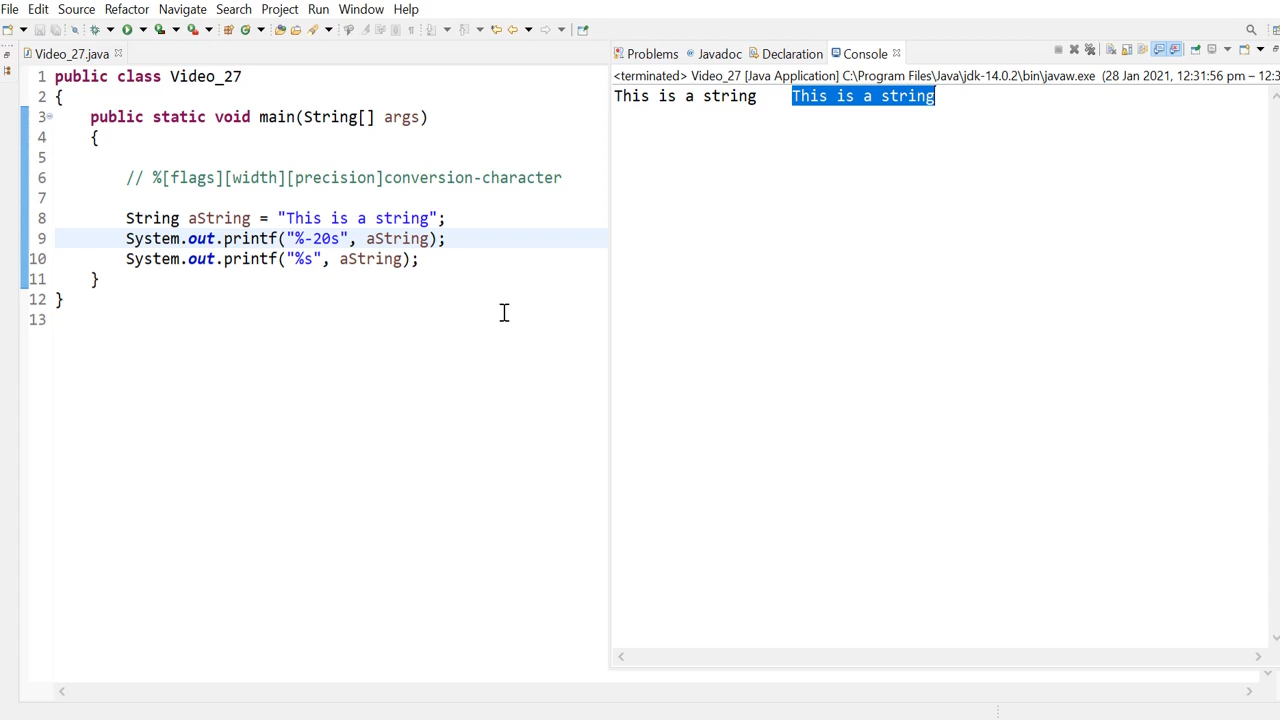 File Edit Source Refactor Navigate Search Project Run Window Help
Video_27.java
1 public class Video_27
2 {
3 public static void main(String[] args)
4 {
5
6 // %[flags][width][precision]conversion-character
7
8 String aString = "This is a string";
9 System.out.printf("%-20s", aString);
10 System.out.printf("%s", aString);
11 }
12 }
13
Problems Javadoc Declaration Console
<terminated> Video_27 [Java Application] C:\Program Files\Java\jdk-14.0.2\bin\javaw.exe (28 Jan 2021, 12:31:56 pm – 12:3
This is a string    This is a string